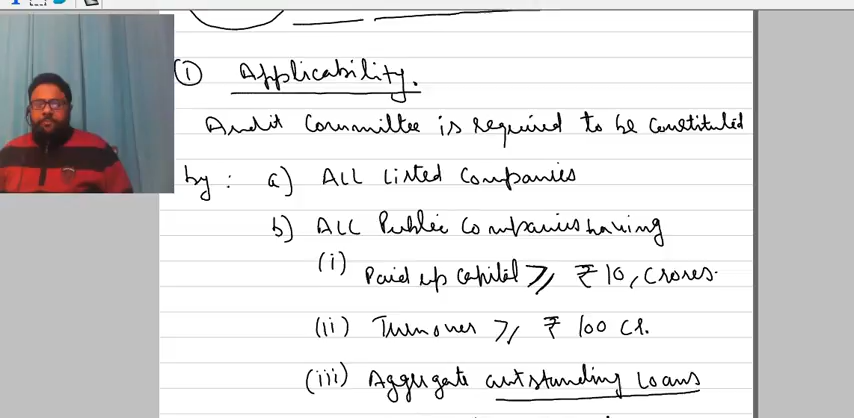 ① Applicability.
Audit Committee is required to be constituted
by : a) ALL Listed Companies
b) ALL Public Companies having
(i) Paid up capital ≥ ₹ 10, Crores.
(ii) Turnover ≥ ₹ 100 Cr.
(iii) Aggregate outstanding Loans